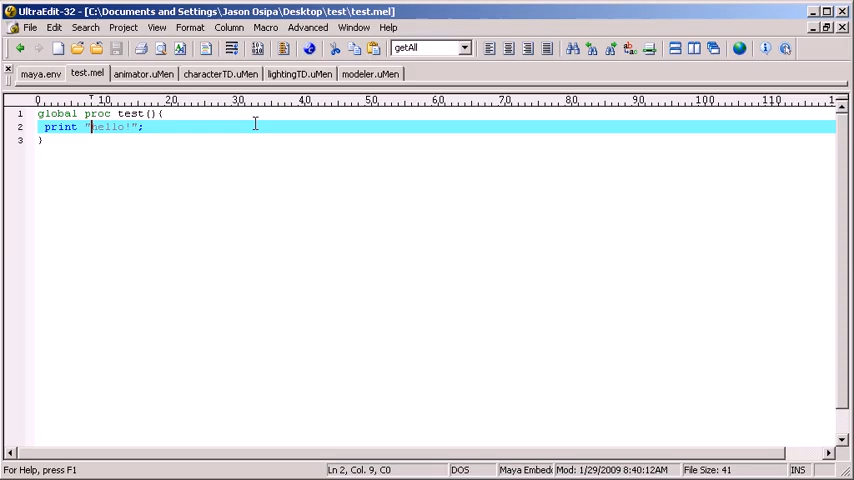 UltraEdit-32 - [C:\Documents and Settings\Jason Osipa\Desktop\test\test.mel]
File Edit Search Project View Format Column Macro Advanced Window Help
getAll
maya.env test.mel animator.uMen characterTD.uMen lightingTD.uMen modeler.uMen
0 10 20 30 40 50 60 70 80 90 100 110 1
1 global proc test(){
2 print "hello!";
3 }
For Help, press F1 Ln 2, Col. 9, C0 DOS Maya Embed Mod: 1/29/2009 8:40:12AM File Size: 41 INS